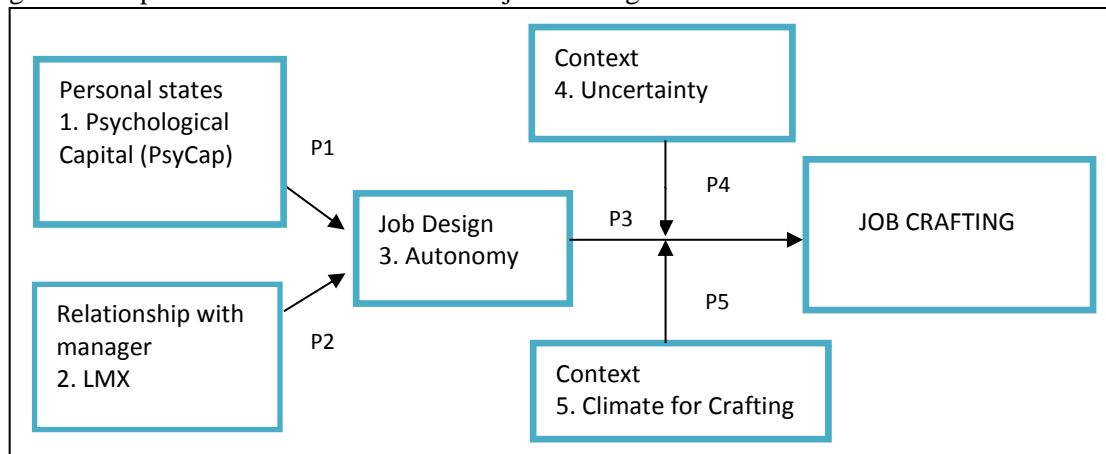 Personal states
1. Psychological
Capital (PsyCap)
P1
Relationship with
manager
2. LMX
P2
Job Design
3. Autonomy
P3
Context
4. Uncertainty
P4
Context
5. Climate for Crafting
P5
JOB CRAFTING